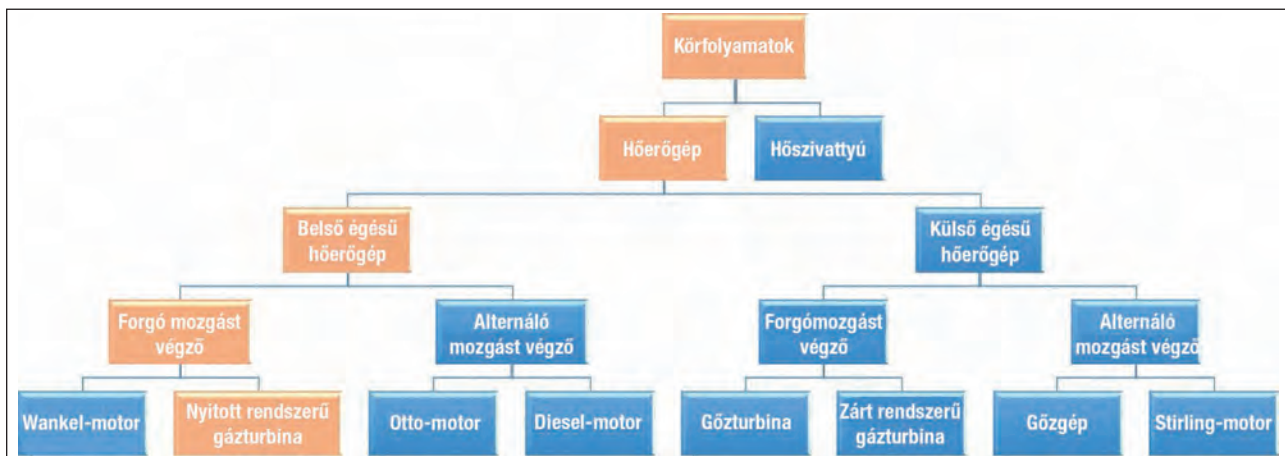 Körfolyamatok
Hőerőgép
Hőszivattyú
Belső égésű
hőerőgép
Külső égésű
hőerőgép
Forgó mozgást
végző
Alternáló
mozgást végző
Forgómozgást
végző
Alternáló
mozgást végző
Wankel-motor
Nyitott rendszerű
gázturbina
Otto-motor
Diesel-motor
Gőzturbina
Zárt rendszerű
gázturbina
Gőzgép
Stirling-motor